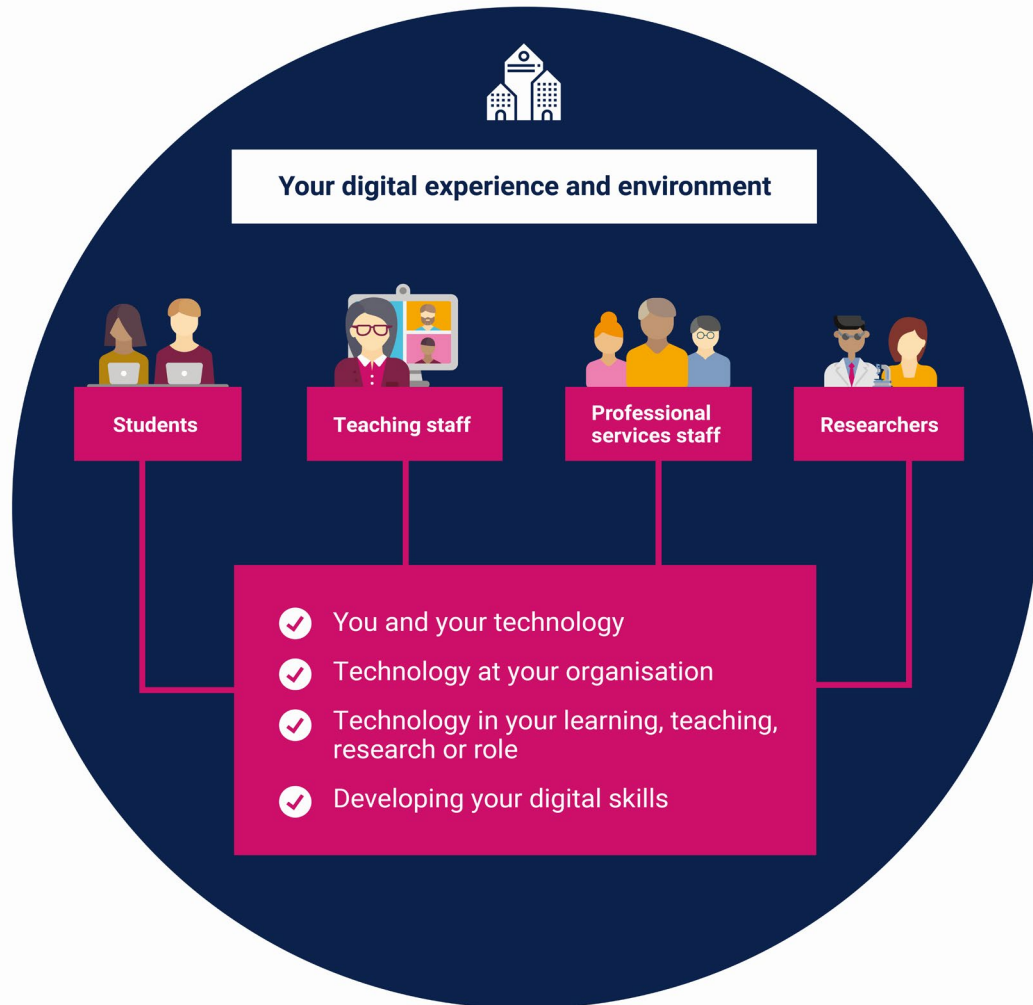 Your digital experience and environment
Students
Teaching staff
Professional
services staff
Researchers
You and your technology
Technology at your organisation
Technology in your learning, teaching,
research or role
Developing your digital skills